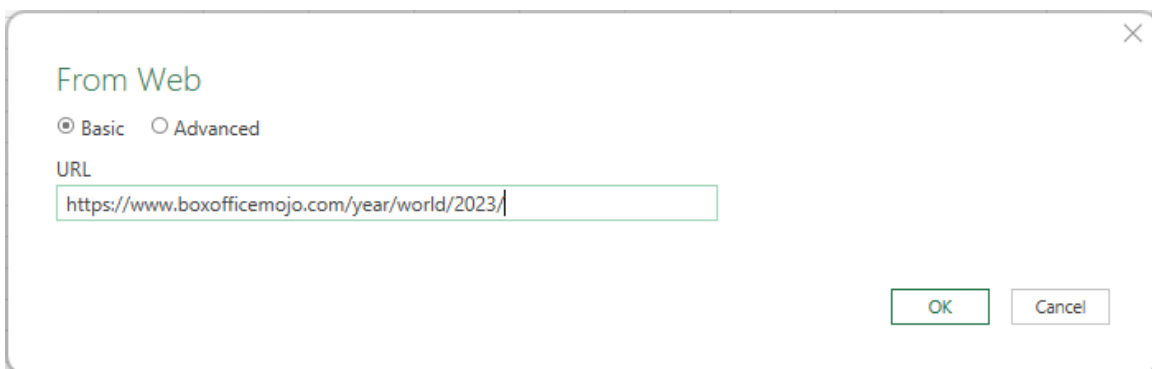 From Web
Basic Advanced
URL
https://www.boxofficemojo.com/year/world/2023/
OK Cancel